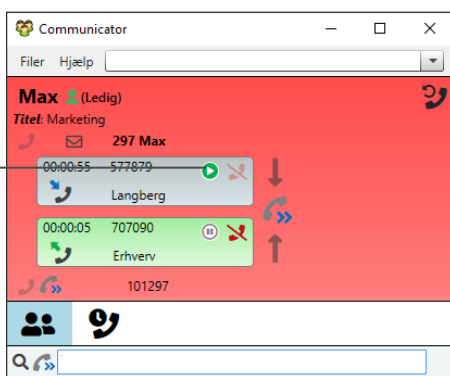 Communicator
Filer Hjælp
Max (Ledig)
Titel: Marketing
297 Max
00:00:55 577879
Langberg
00:00:05 707090
Erhverv
101297